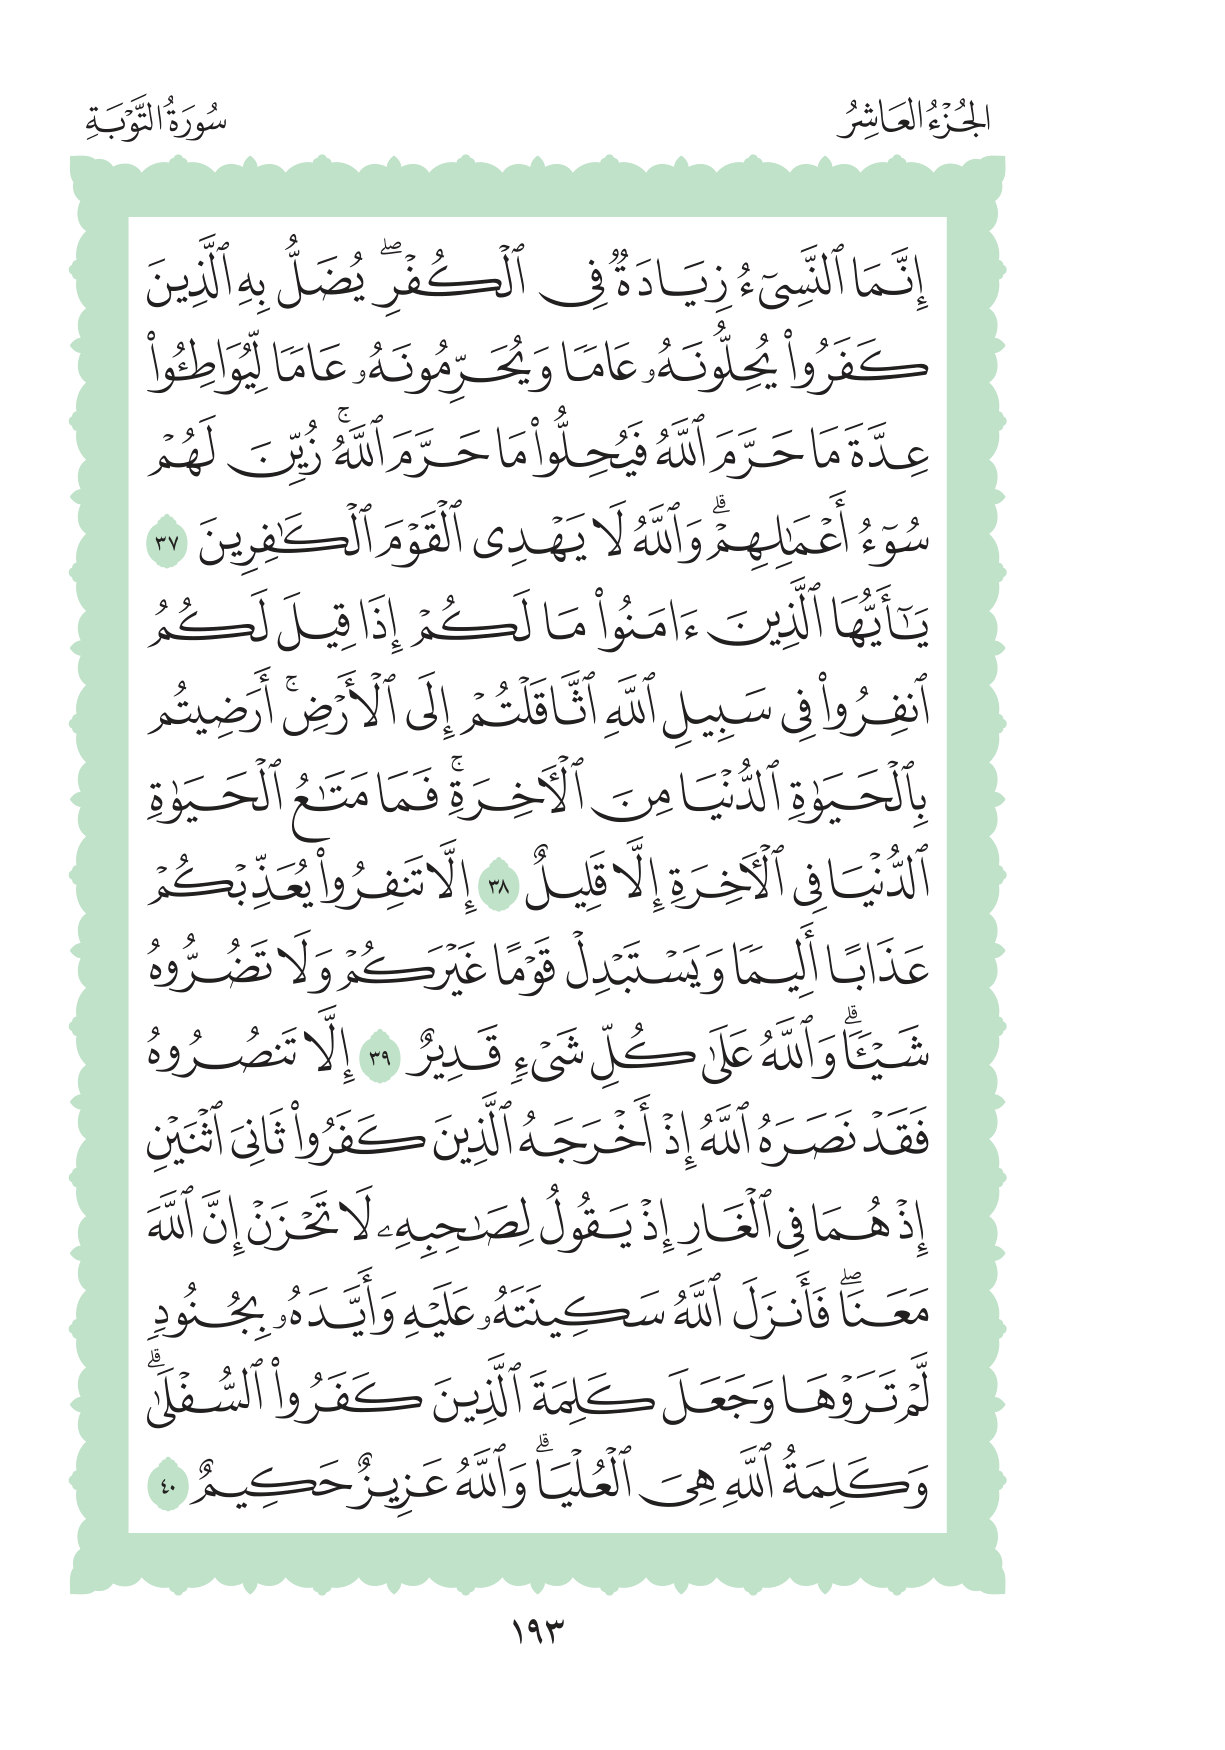 الجُزْءُ العَاشِرُ
سُورَةُ التَّوْبَةِ
إِنَّمَا ٱلنَّسِىٓءُ زِيَادَةٌ فِى ٱلْكُفْرِ ۖ يُضَلُّ بِهِ ٱلَّذِينَ
كَفَرُوا۟ يُحِلُّونَهُۥ عَامًا وَيُحَرِّمُونَهُۥ عَامًا لِّيُوَاطِـُٔوا۟
عِدَّةَ مَا حَرَّمَ ٱللَّهُ فَيُحِلُّوا۟ مَا حَرَّمَ ٱللَّهُ ۚ زُيِّنَ لَهُمْ
سُوٓءُ أَعْمَـٰلِهِمْ ۗ وَٱللَّهُ لَا يَهْدِى ٱلْقَوْمَ ٱلْكَـٰفِرِينَ ٣٧
يَـٰٓأَيُّهَا ٱلَّذِينَ ءَامَنُوا۟ مَا لَكُمْ إِذَا قِيلَ لَكُمُ
ٱنفِرُوا۟ فِى سَبِيلِ ٱللَّهِ ٱثَّاقَلْتُمْ إِلَى ٱلْأَرْضِ ۚ أَرَضِيتُم
بِٱلْحَيَوٰةِ ٱلدُّنْيَا مِنَ ٱلْـَٔاخِرَةِ ۚ فَمَا مَتَـٰعُ ٱلْحَيَوٰةِ
ٱلدُّنْيَا فِى ٱلْـَٔاخِرَةِ إِلَّا قَلِيلٌ ٣٨ إِلَّا تَنفِرُوا۟ يُعَذِّبْكُمْ
عَذَابًا أَلِيمًا وَيَسْتَبْدِلْ قَوْمًا غَيْرَكُمْ وَلَا تَضُرُّوهُ
شَيْـًٔا ۗ وَٱللَّهُ عَلَىٰ كُلِّ شَىْءٍ قَدِيرٌ ٣٩ إِلَّا تَنصُرُوهُ
فَقَدْ نَصَرَهُ ٱللَّهُ إِذْ أَخْرَجَهُ ٱلَّذِينَ كَفَرُوا۟ ثَانِىَ ٱثْنَيْنِ
إِذْ هُمَا فِى ٱلْغَارِ إِذْ يَقُولُ لِصَـٰحِبِهِۦ لَا تَحْزَنْ إِنَّ ٱللَّهَ
مَعَنَا ۖ فَأَنزَلَ ٱللَّهُ سَكِينَتَهُۥ عَلَيْهِ وَأَيَّدَهُۥ بِجُنُودٍ
لَّمْ تَرَوْهَا وَجَعَلَ كَلِمَةَ ٱلَّذِينَ كَفَرُوا۟ ٱلسُّفْلَىٰ ۗ
وَكَلِمَةُ ٱللَّهِ هِىَ ٱلْعُلْيَا ۗ وَٱللَّهُ عَزِيزٌ حَكِيمٌ ٤٠
١٩٣